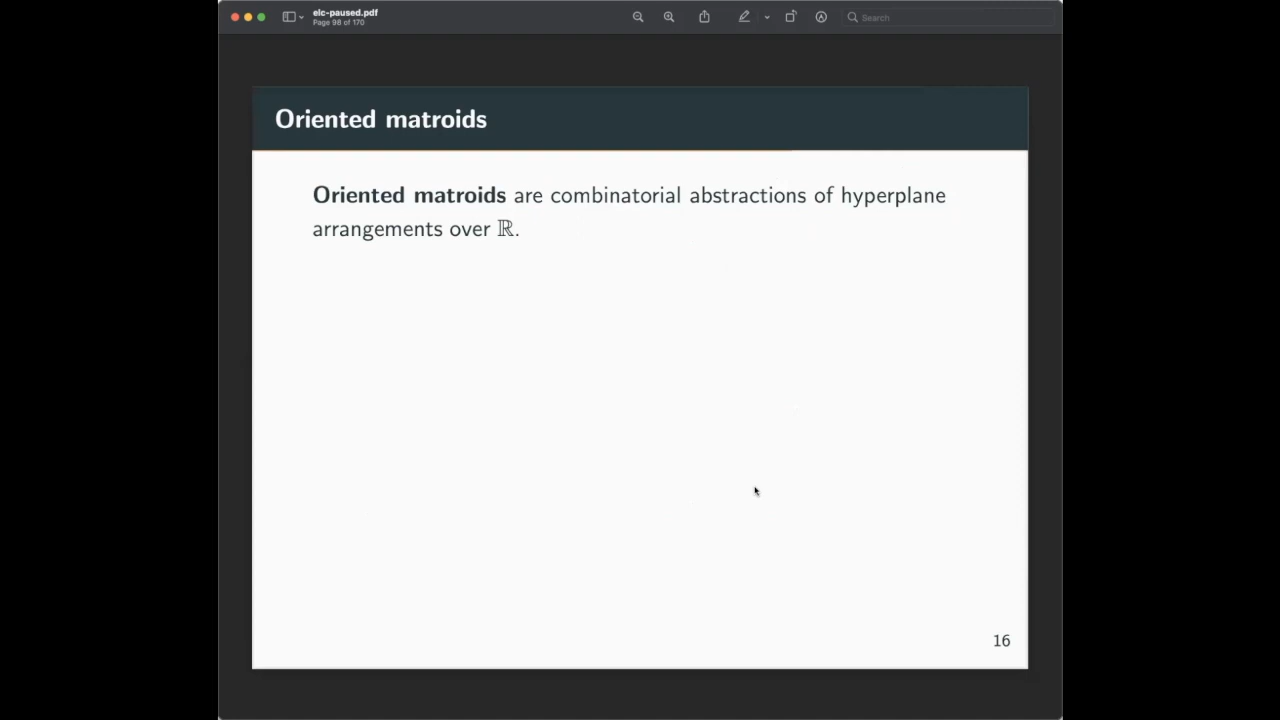 elc-paused.pdf
Page 98 of 170
Search
Oriented matroids
Oriented matroids are combinatorial abstractions of hyperplane
arrangements over ℝ.
16